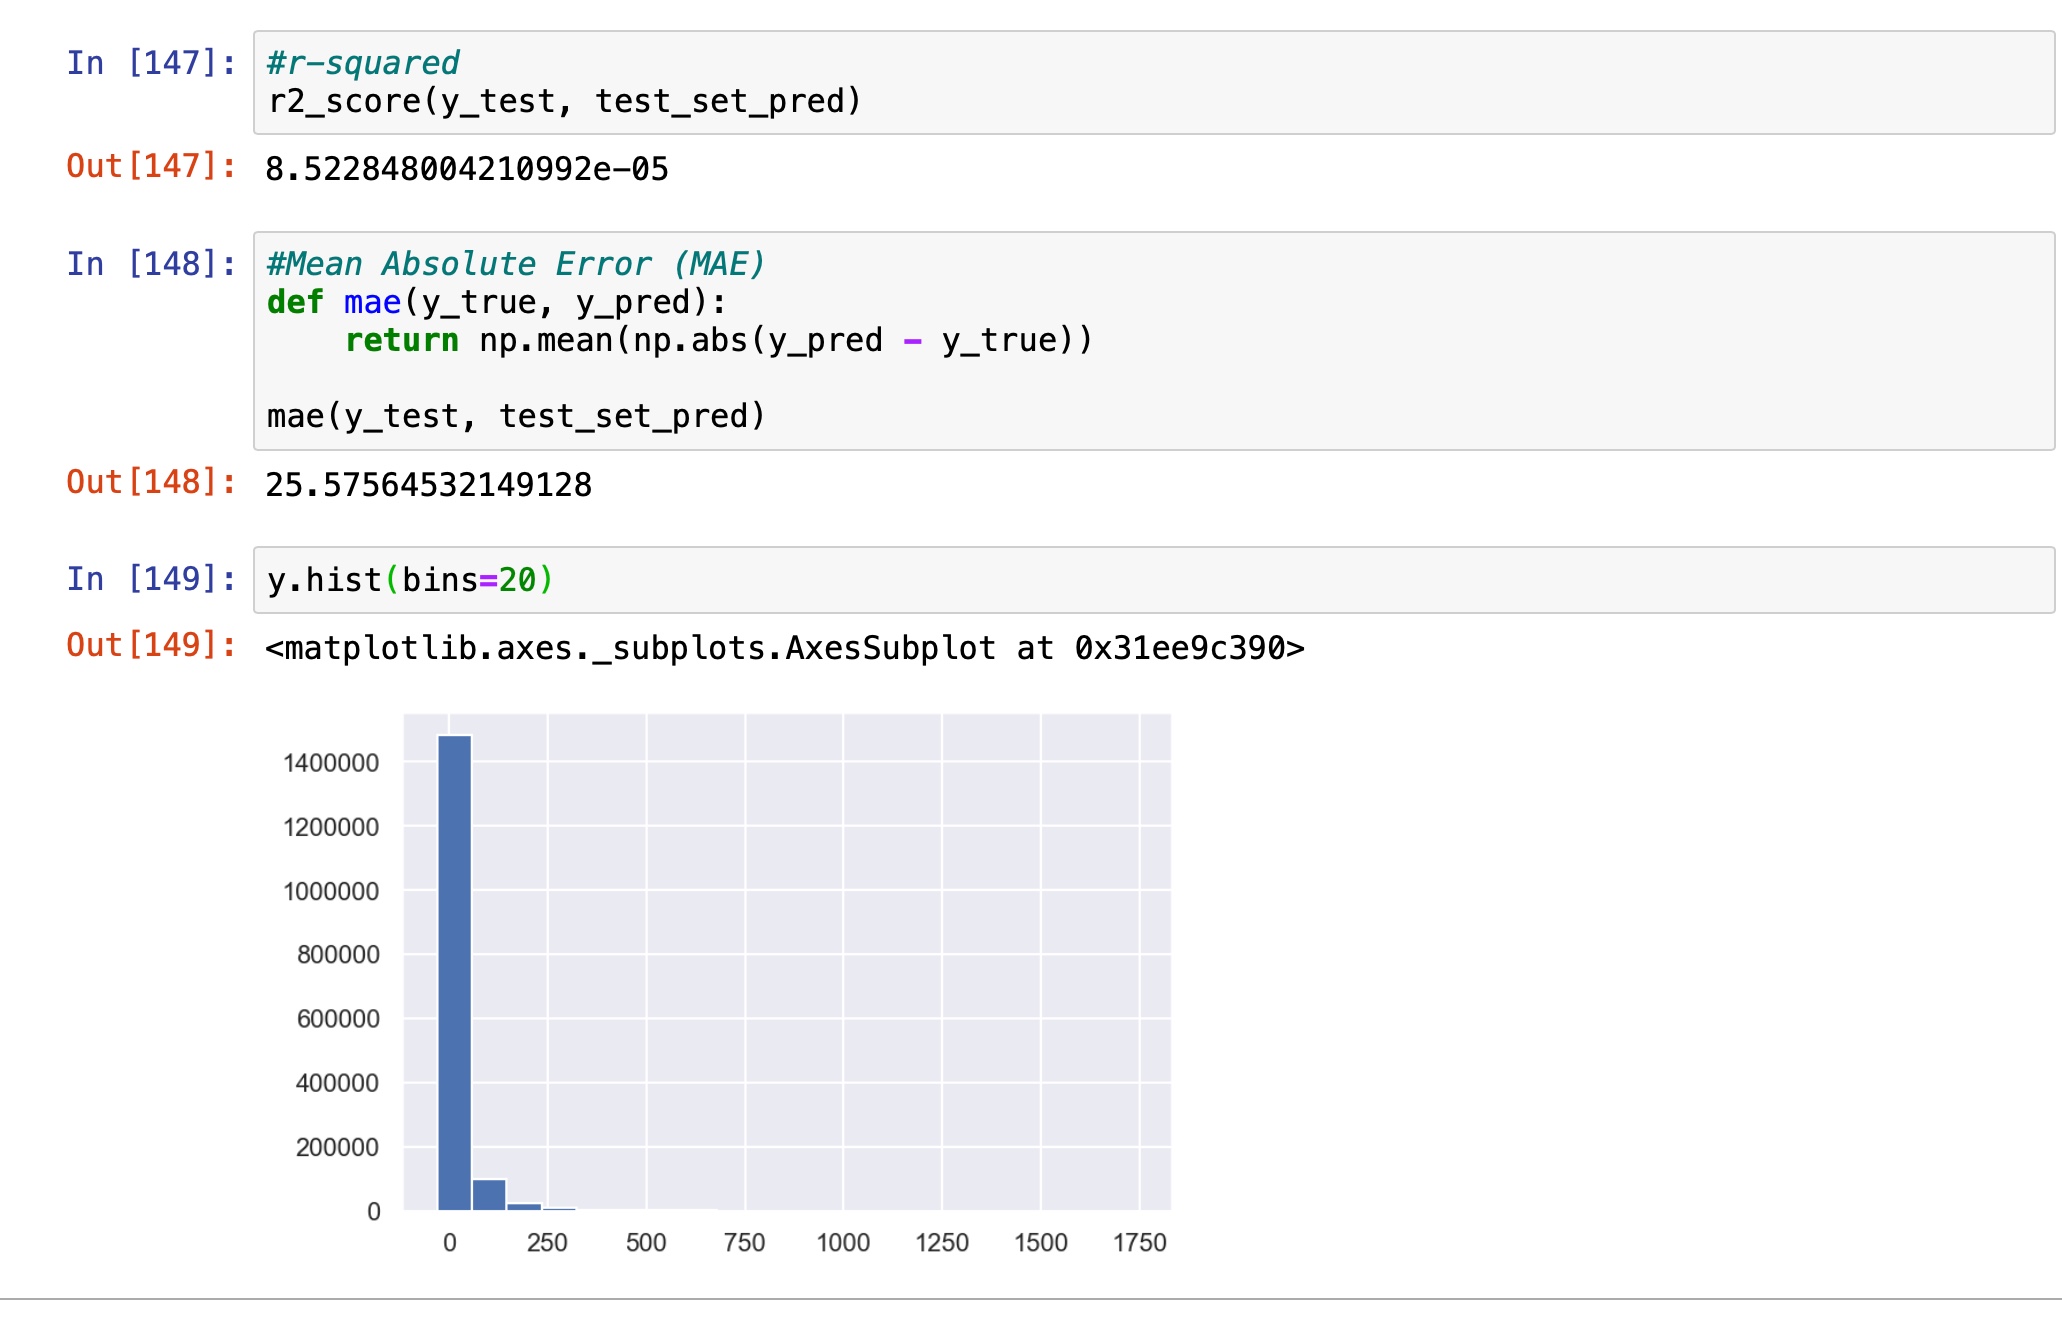 In [147]: #r-squared
r2_score(y_test, test_set_pred)
Out[147]: 8.522848004210992e-05
In [148]: #Mean Absolute Error (MAE)
def mae(y_true, y_pred):
    return np.mean(np.abs(y_pred - y_true))
mae(y_test, test_set_pred)
Out[148]: 25.57564532149128
In [149]: y.hist(bins=20)
Out[149]: <matplotlib.axes._subplots.AxesSubplot at 0x31ee9c390>
1400000
1200000
1000000
800000
600000
400000
200000
0
0 250 500 750 1000 1250 1500 1750